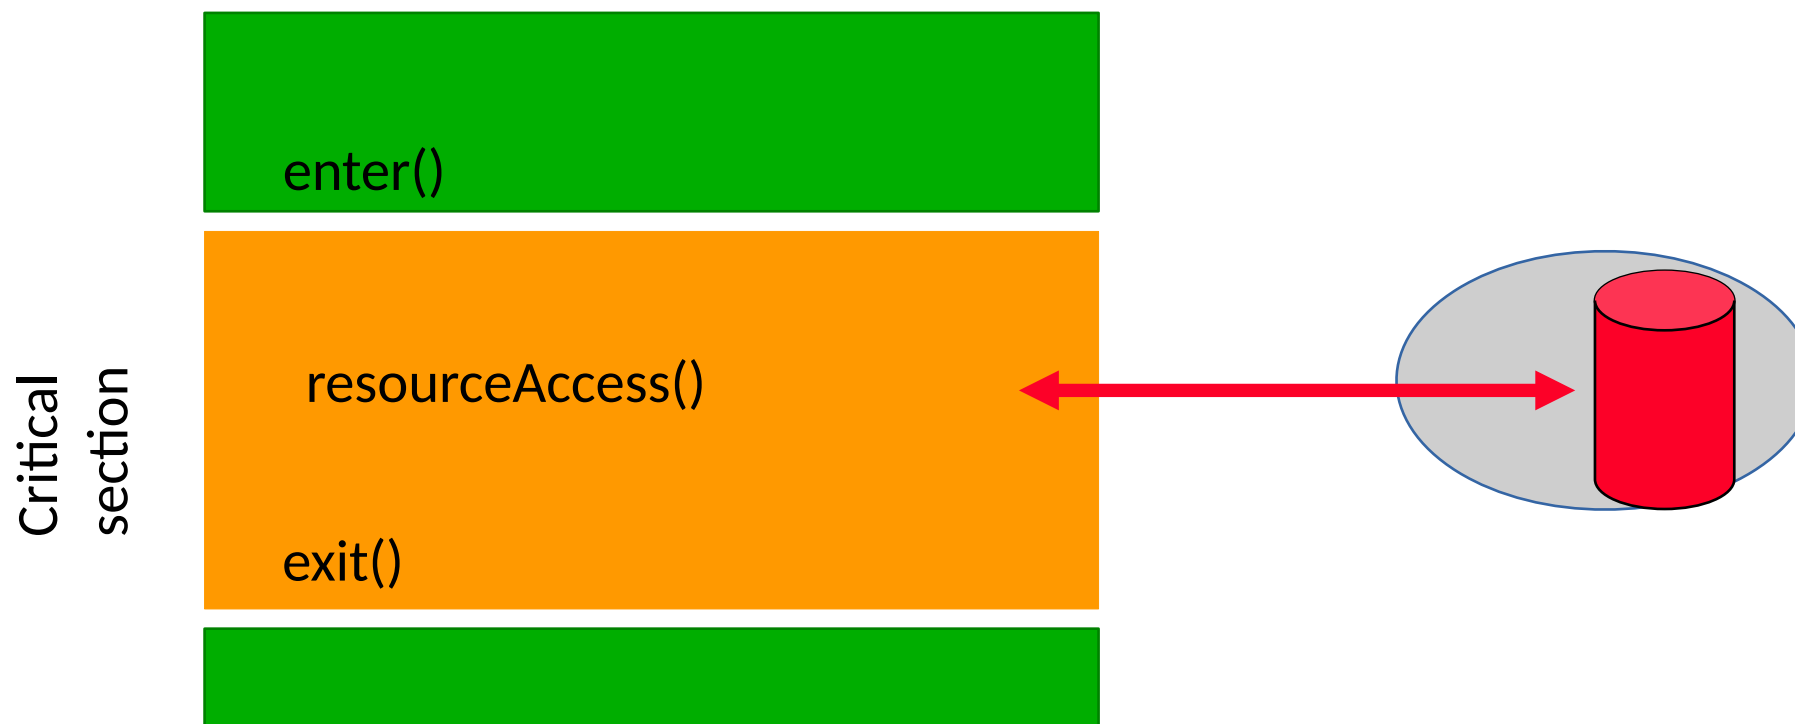 enter()
Critical
section
resourceAccess()
exit()